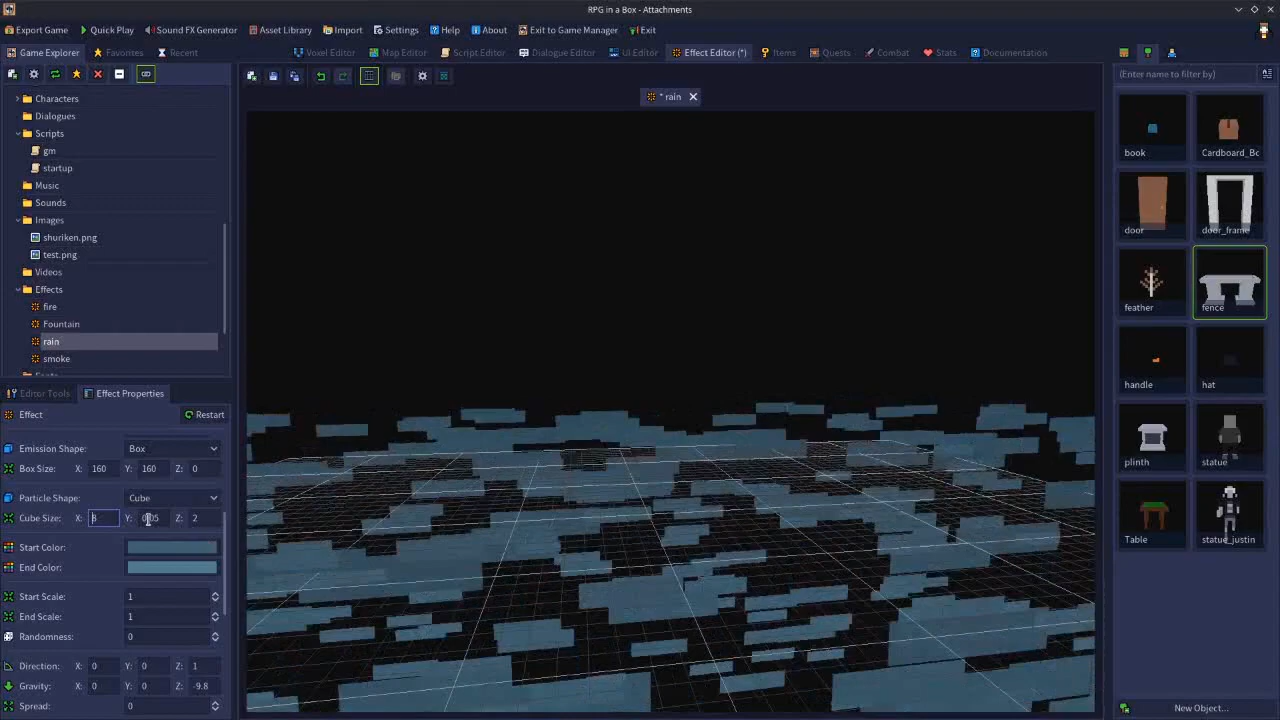 RPG in a Box - Attachments
Export Game Quick Play Sound FX Generator Asset Library Import Settings Help About Exit to Game Manager Exit
Game Explorer Favorites Recent Voxel Editor Map Editor Script Editor Dialogue Editor UI Editor Effect Editor (*) Items Quests Combat Stats Documentation
(Enter name to filter by)
* rain
Characters
Dialogues
Scripts
gm
startup
Music
Sounds
Images
shuriken.png
test.png
Videos
Effects
fire
Fountain
rain
smoke
Editor Tools Effect Properties
Effect Restart
Emission Shape: Box
Box Size: X: 160 Y: 160 Z: 0
Particle Shape: Cube
Cube Size: X: Y: Z: 2
Start Color:
End Color:
Start Scale: 1
End Scale: 1
Randomness: 0
Direction: X: 0 Y: 0 Z: 1
Gravity: X: 0 Y: 0 Z: -9.8
Spread: 0
book Cardboard_Bc
door door_frame
feather fence
handle hat
plinth statue
Table statue_justin
New Object...